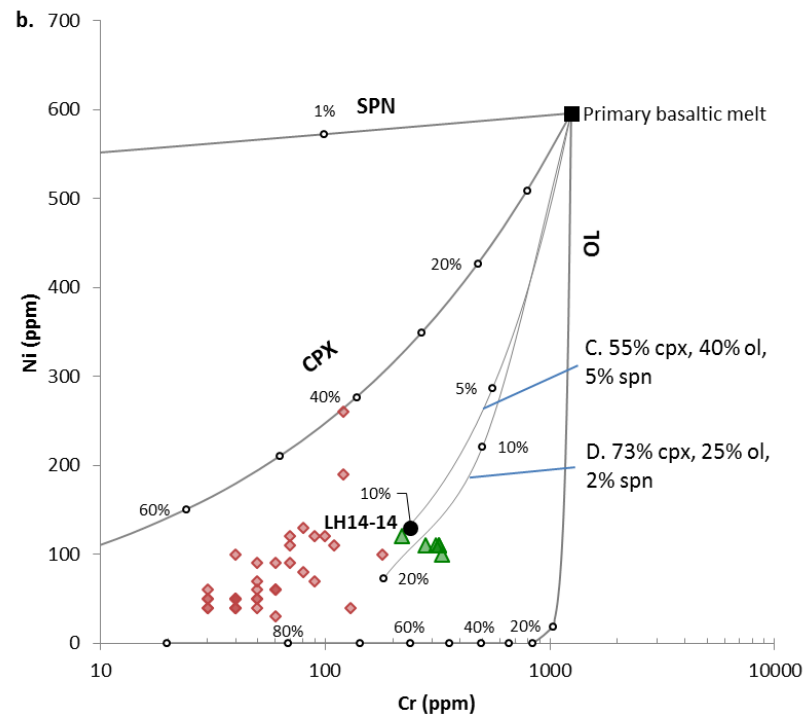 b.
700
600
500
400
300
200
100
0
Ni (ppm)
10
100
1000
10000
Cr (ppm)
1%
SPN
Primary basaltic melt
OL
20%
CPX
40%
60%
C. 55% cpx, 40% ol,
5% spn
5%
10%
D. 73% cpx, 25% ol,
2% spn
10%
LH14-14
20%
80%
60%
40%
20%